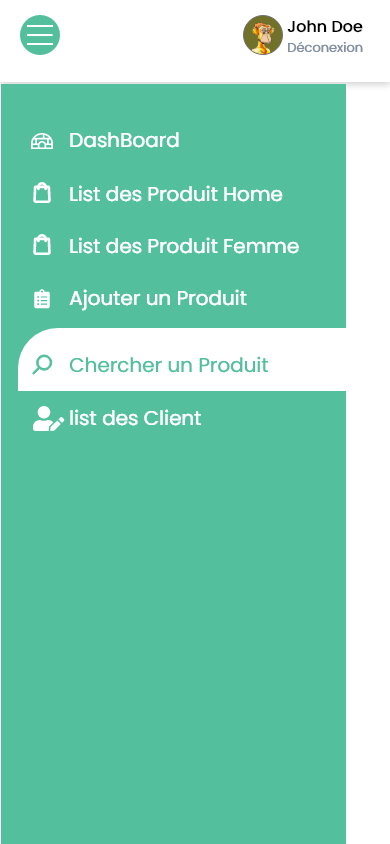 John Doe
Déconexion
DashBoard
List des Produit Home
List des Produit Femme
Ajouter un Produit
Chercher un Produit
list des Client